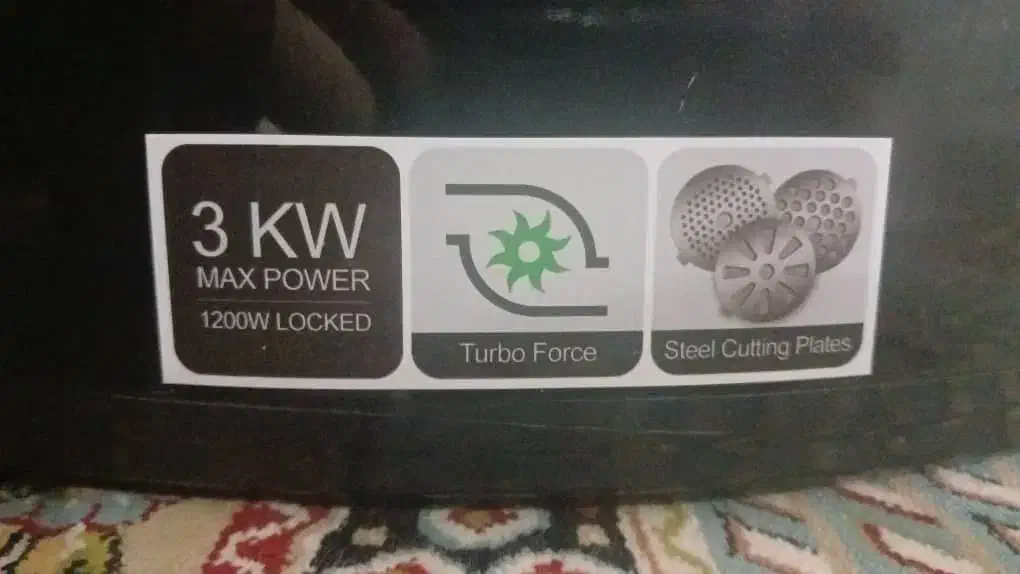 3 KW
MAX POWER
1200W LOCKED
Turbo Force
Steel Cutting Plates